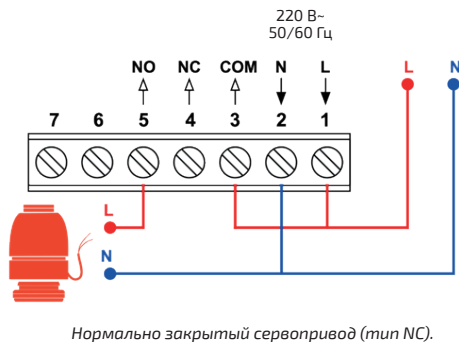 220 В~
50/60 Гц
NO NC COM N L
7 6 5 4 3 2 1
L N
L
N
Нормально закрытый сервопривод (тип NC).